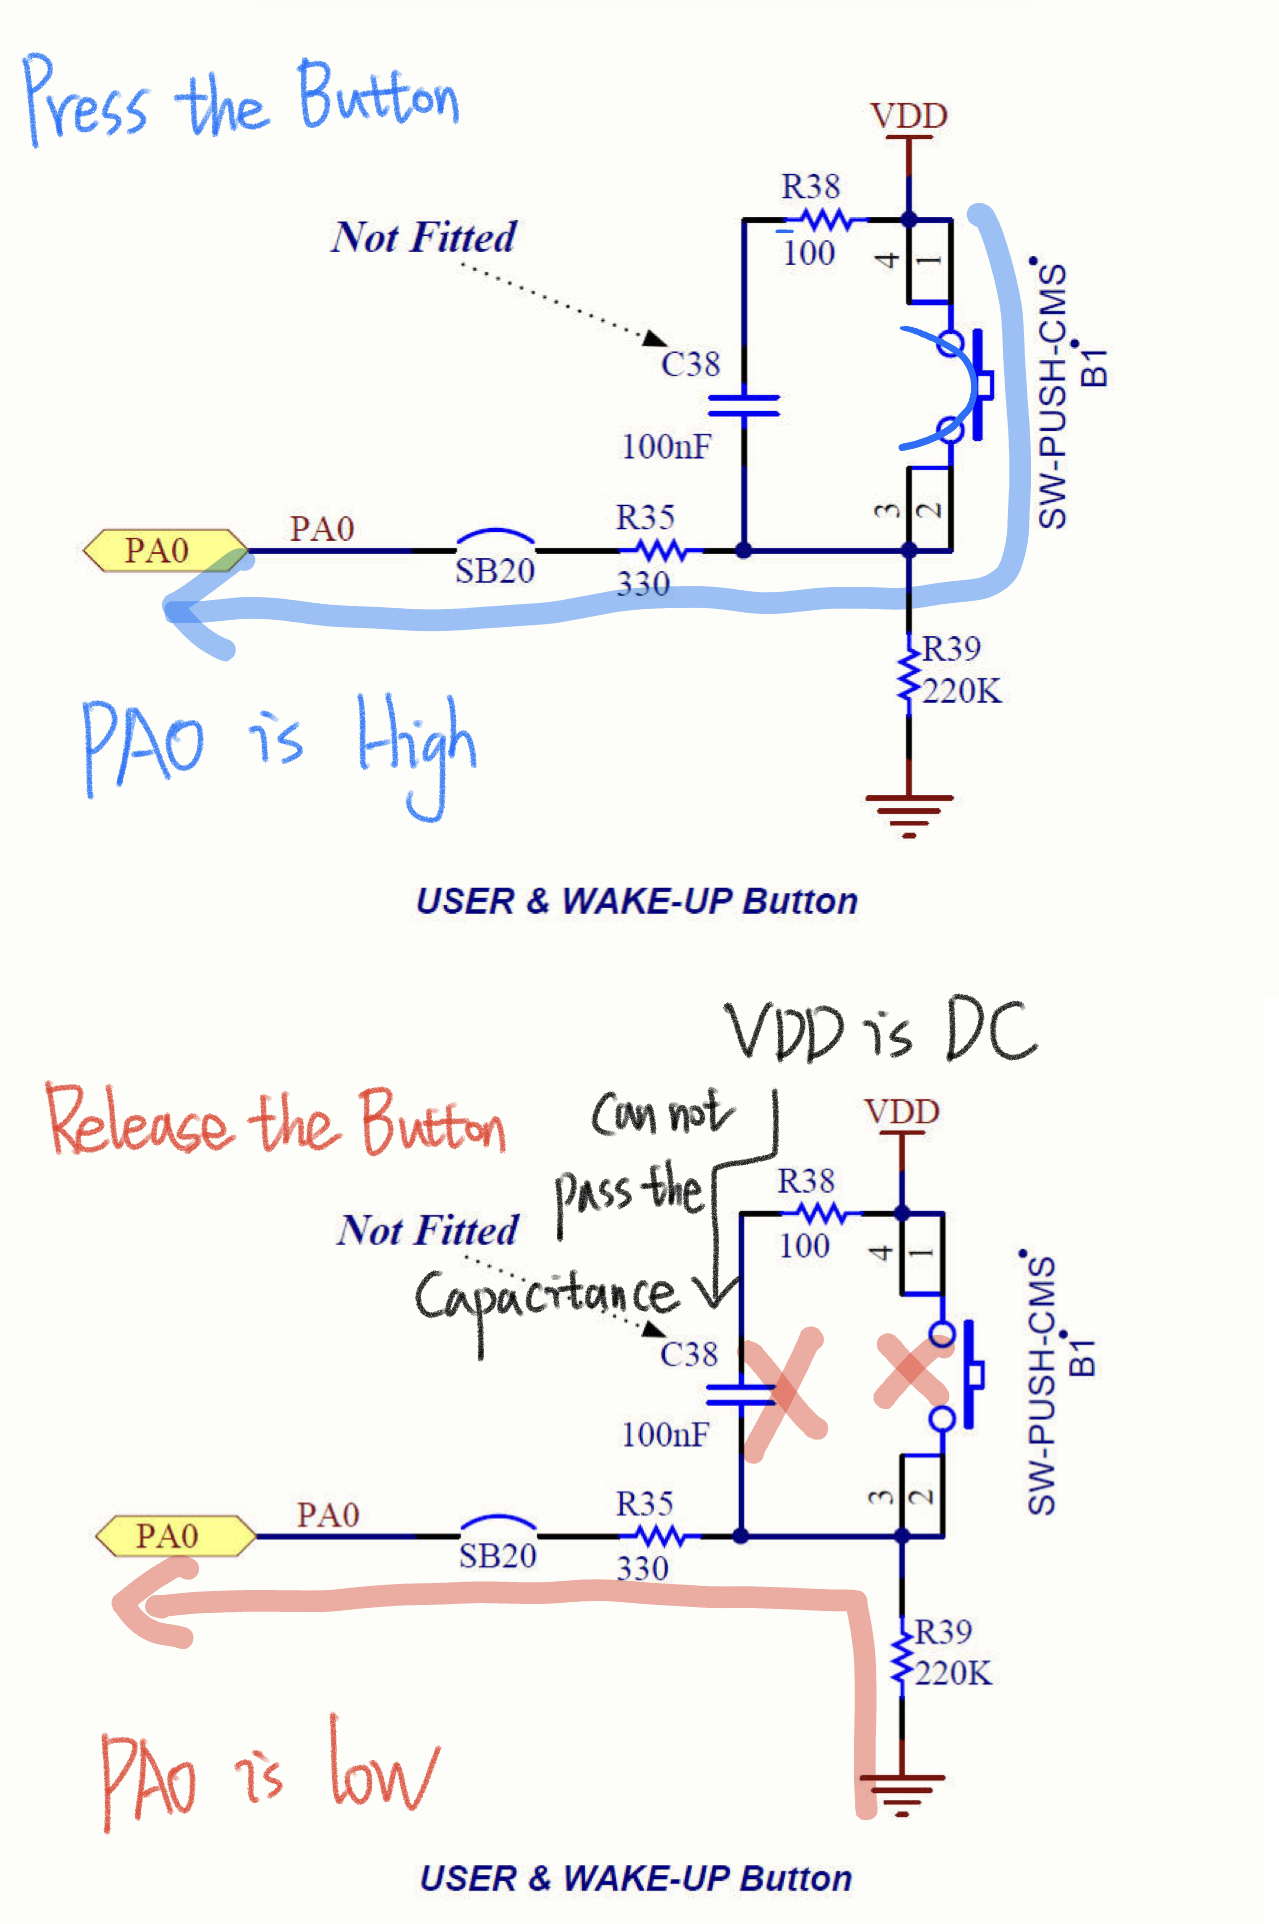 Press the Button
VDD
R38
Not Fitted
100
4
1
C38
SW-PUSH-CMS
B1
100nF
3
2
PA0
PA0
R35
SB20
330
R39
220K
PA0 is High
USER & WAKE-UP Button
VDD is DC
Release the Button
Can not
VDD
pass the
R38
Not Fitted
100
4
1
Capacitance
C38
SW-PUSH-CMS
B1
100nF
3
2
PA0
PA0
R35
SB20
330
R39
220K
PA0 is low
USER & WAKE-UP Button